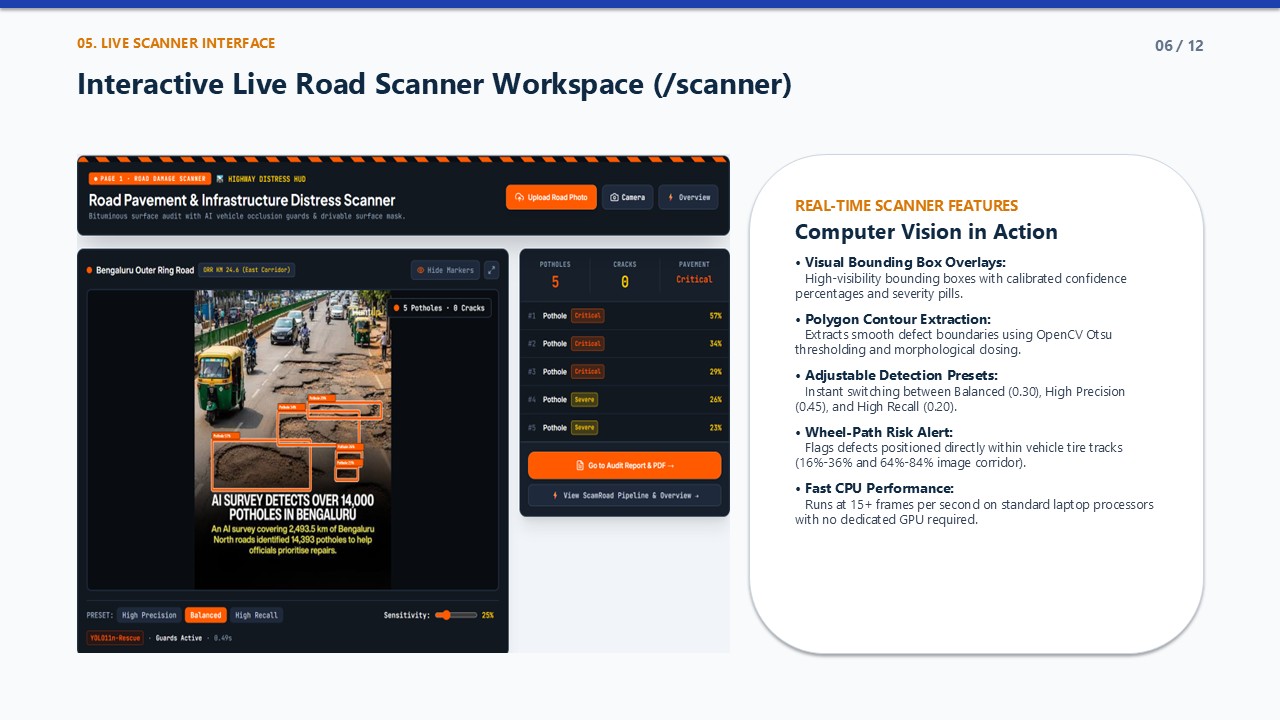 05. LIVE SCANNER INTERFACE
06 / 12
Interactive Live Road Scanner Workspace (/scanner)
PAGE 1 · ROAD DAMAGE SCANNER
HIGHWAY DISTRESS HUD
Road Pavement & Infrastructure Distress Scanner
Bituminous surface audit with AI vehicle occlusion guards & drivable surface mask.
Upload Road Photo
Camera
Overview
Bengaluru Outer Ring Road
ORR KM 24.6 (East Corridor)
Hide Markers
5 Potholes · 0 Cracks
AI SURVEY DETECTS OVER 14,000
POTHOLES IN BENGALURU
An AI survey covering 2,493.5 km of Bengaluru
North roads identified 14,393 potholes to help
officials prioritise repairs.
PRESET: High Precision Balanced High Recall
Sensitivity: 25%
YOLO11n-Rescue · Guards Active · 0.49s
POTHOLES CRACKS PAVEMENT
5 0 Critical
#1 Pothole Critical 57%
#2 Pothole Critical 34%
#3 Pothole Critical 29%
#4 Pothole Severe 26%
#5 Pothole Severe 23%
Go to Audit Report & PDF →
View ScamRoad Pipeline & Overview →
REAL-TIME SCANNER FEATURES
Computer Vision in Action
• Visual Bounding Box Overlays:
High-visibility bounding boxes with calibrated confidence
percentages and severity pills.
• Polygon Contour Extraction:
Extracts smooth defect boundaries using OpenCV Otsu
thresholding and morphological closing.
• Adjustable Detection Presets:
Instant switching between Balanced (0.30), High Precision
(0.45), and High Recall (0.20).
• Wheel-Path Risk Alert:
Flags defects positioned directly within vehicle tire tracks
(16%-36% and 64%-84% image corridor).
• Fast CPU Performance:
Runs at 15+ frames per second on standard laptop processors
with no dedicated GPU required.